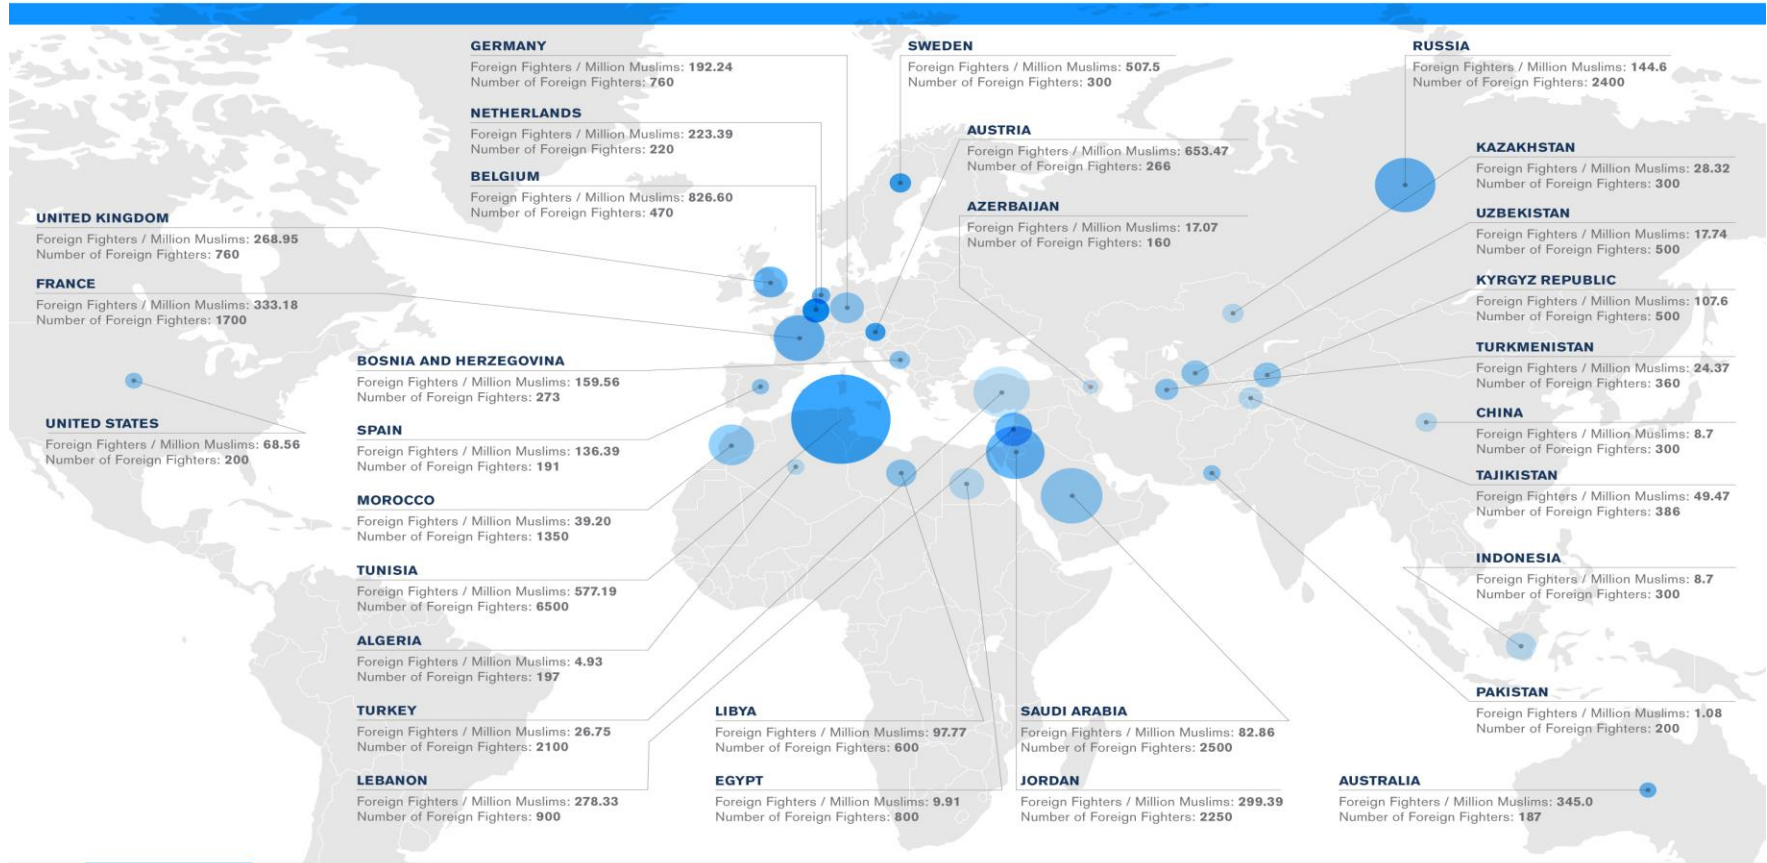 GERMANY
Foreign Fighters / Million Muslims: 192.24
Number of Foreign Fighters: 760
NETHERLANDS
Foreign Fighters / Million Muslims: 223.39
Number of Foreign Fighters: 220
BELGIUM
Foreign Fighters / Million Muslims: 826.60
Number of Foreign Fighters: 470
UNITED KINGDOM
Foreign Fighters / Million Muslims: 268.95
Number of Foreign Fighters: 760
FRANCE
Foreign Fighters / Million Muslims: 333.18
Number of Foreign Fighters: 1700
UNITED STATES
Foreign Fighters / Million Muslims: 68.56
Number of Foreign Fighters: 200
BOSNIA AND HERZEGOVINA
Foreign Fighters / Million Muslims: 159.56
Number of Foreign Fighters: 273
SPAIN
Foreign Fighters / Million Muslims: 136.39
Number of Foreign Fighters: 191
MOROCCO
Foreign Fighters / Million Muslims: 39.20
Number of Foreign Fighters: 1350
TUNISIA
Foreign Fighters / Million Muslims: 577.19
Number of Foreign Fighters: 6500
ALGERIA
Foreign Fighters / Million Muslims: 4.93
Number of Foreign Fighters: 197
TURKEY
Foreign Fighters / Million Muslims: 26.75
Number of Foreign Fighters: 2100
LEBANON
Foreign Fighters / Million Muslims: 278.33
Number of Foreign Fighters: 900
SWEDEN
Foreign Fighters / Million Muslims: 507.5
Number of Foreign Fighters: 300
AUSTRIA
Foreign Fighters / Million Muslims: 653.47
Number of Foreign Fighters: 266
AZERBAIJAN
Foreign Fighters / Million Muslims: 17.07
Number of Foreign Fighters: 160
LIBYA
Foreign Fighters / Million Muslims: 97.77
Number of Foreign Fighters: 600
EGYPT
Foreign Fighters / Million Muslims: 9.91
Number of Foreign Fighters: 800
SAUDI ARABIA
Foreign Fighters / Million Muslims: 82.86
Number of Foreign Fighters: 2500
JORDAN
Foreign Fighters / Million Muslims: 299.39
Number of Foreign Fighters: 2250
RUSSIA
Foreign Fighters / Million Muslims: 144.6
Number of Foreign Fighters: 2400
KAZAKHSTAN
Foreign Fighters / Million Muslims: 28.32
Number of Foreign Fighters: 300
UZBEKISTAN
Foreign Fighters / Million Muslims: 17.74
Number of Foreign Fighters: 500
KYRGYZ REPUBLIC
Foreign Fighters / Million Muslims: 107.6
Number of Foreign Fighters: 500
TURKMENISTAN
Foreign Fighters / Million Muslims: 24.37
Number of Foreign Fighters: 360
CHINA
Foreign Fighters / Million Muslims: 8.7
Number of Foreign Fighters: 300
TAJIKISTAN
Foreign Fighters / Million Muslims: 49.47
Number of Foreign Fighters: 386
INDONESIA
Foreign Fighters / Million Muslims: 8.7
Number of Foreign Fighters: 300
PAKISTAN
Foreign Fighters / Million Muslims: 1.08
Number of Foreign Fighters: 200
AUSTRALIA
Foreign Fighters / Million Muslims: 345.0
Number of Foreign Fighters: 187